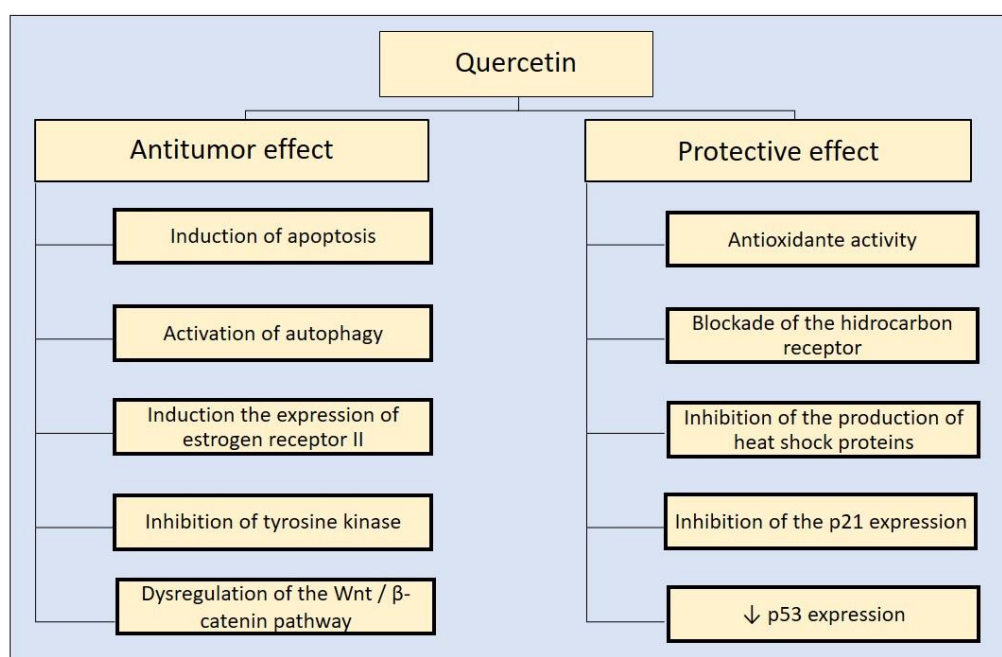 Quercetin
Antitumor effect
Induction of apoptosis
Activation of autophagy
Induction the expression of
estrogen receptor II
Inhibition of tyrosine kinase
Dysregulation of the Wnt / β-
catenin pathway
Protective effect
Antioxidante activity
Blockade of the hidrocarbon
receptor
Inhibition of the production of
heat shock proteins
Inhibition of the p21 expression
↓ p53 expression